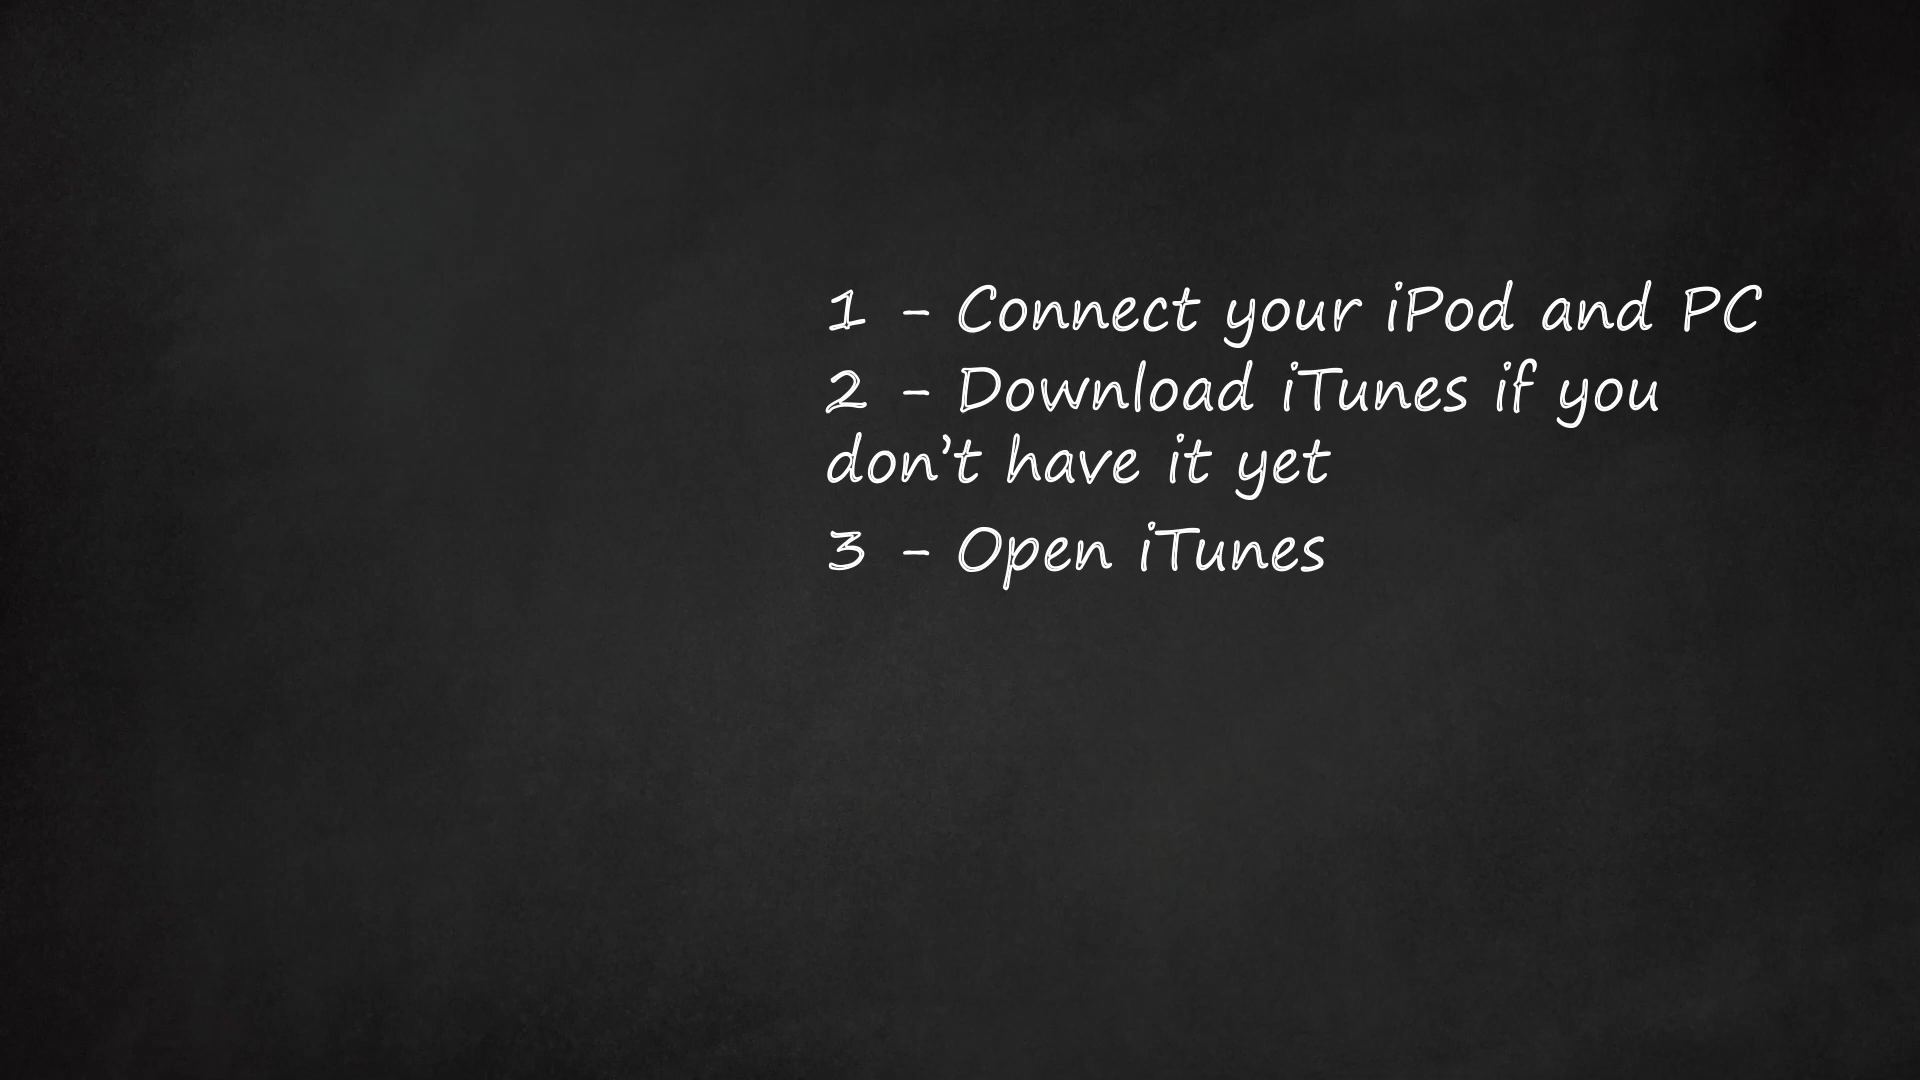 1 - Connect your iPod and PC
2 - Download iTunes if you
don’t have it yet
3 - Open iTunes